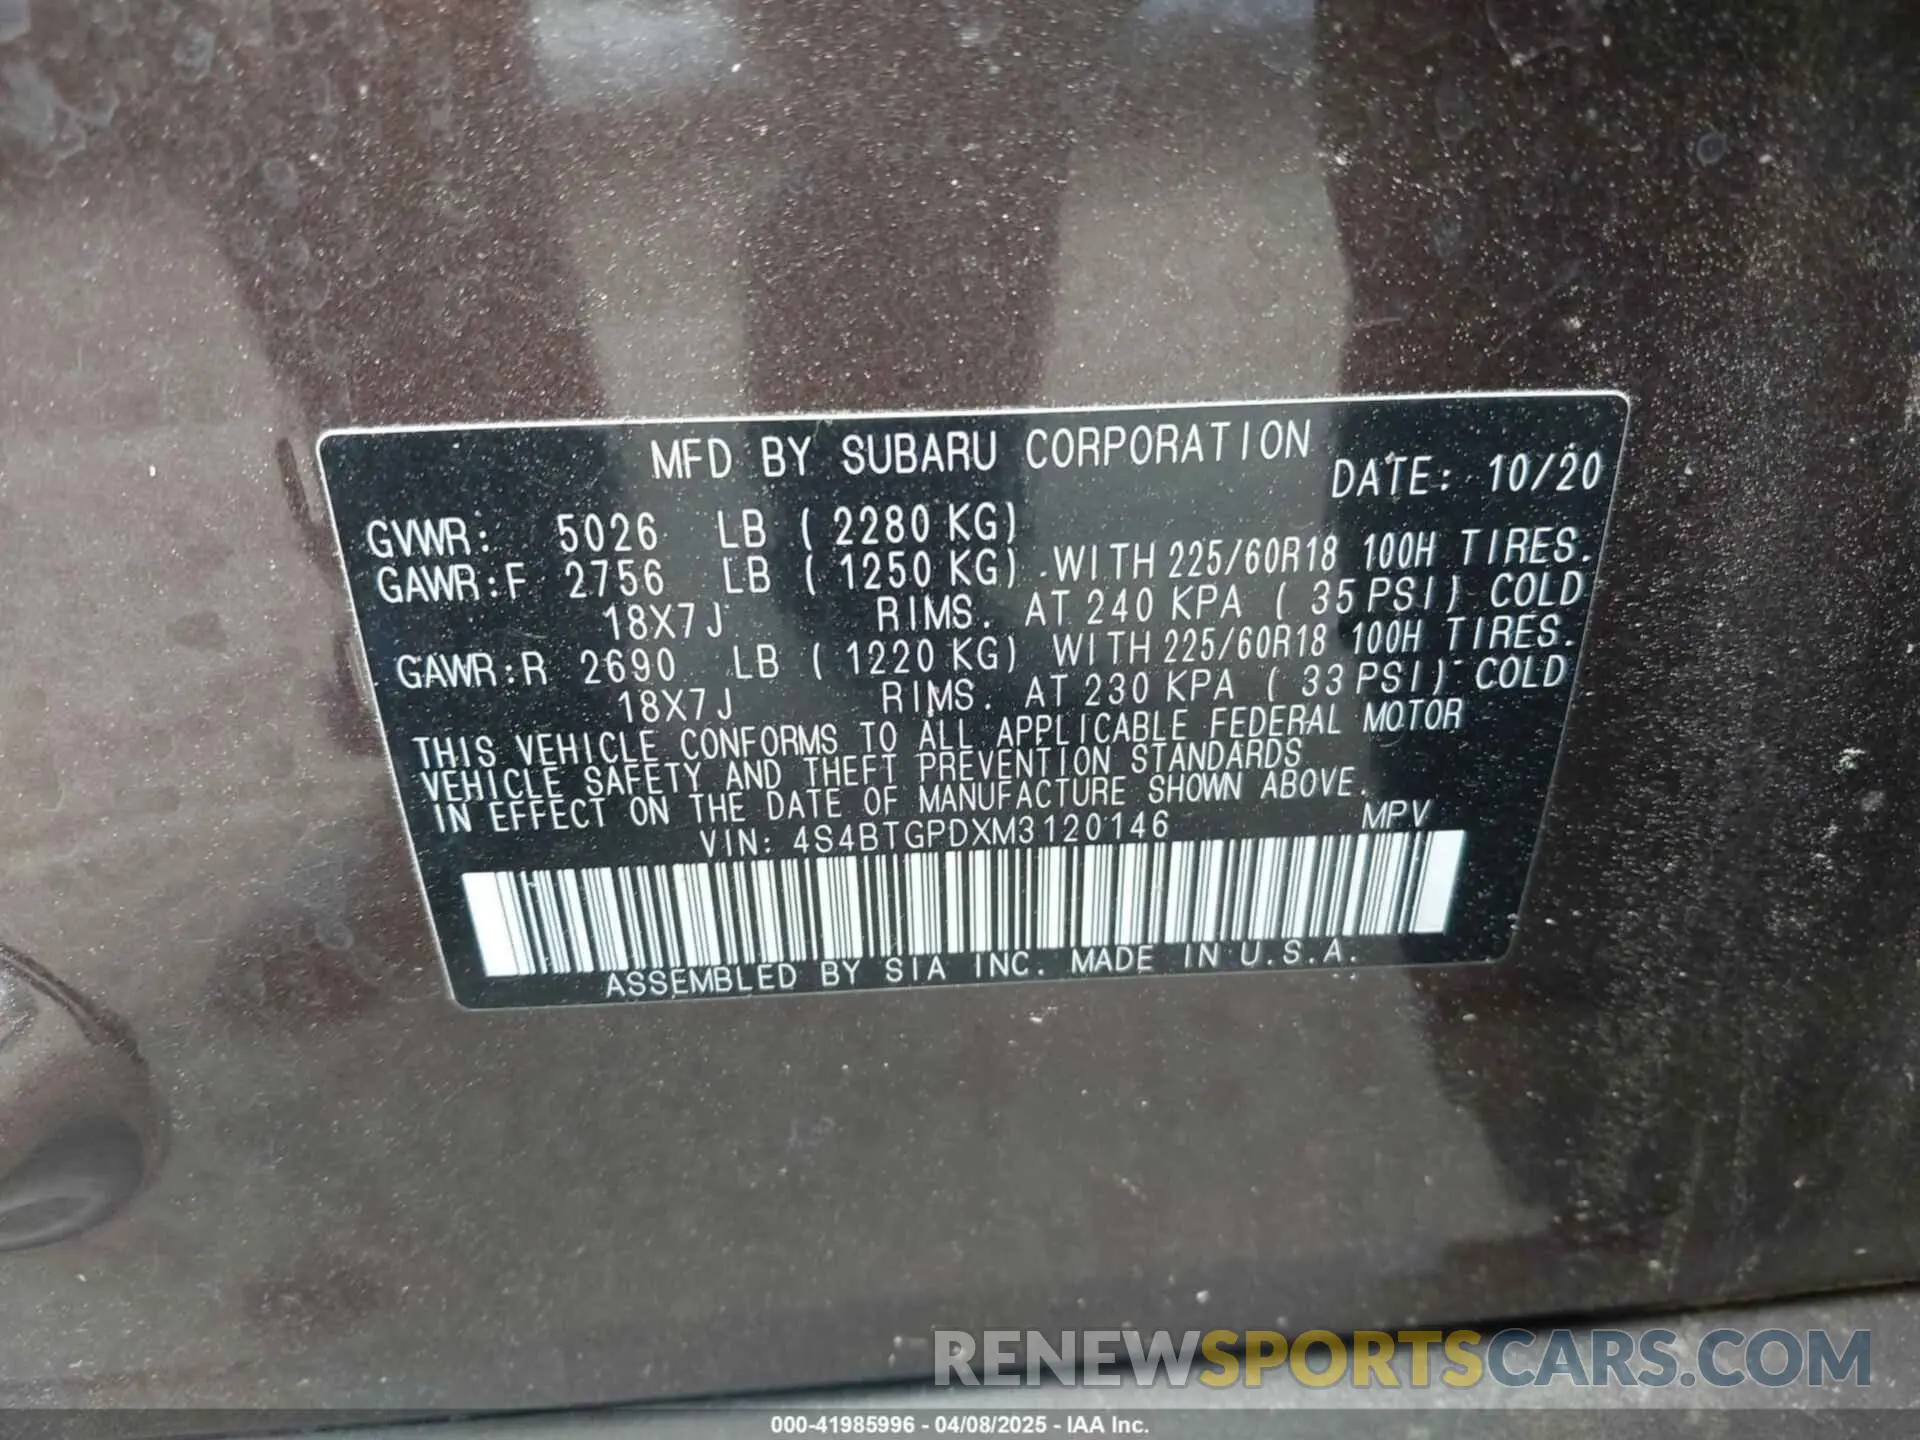 MFD BY SUBARU CORPORATION
DATE: 10/20
GVWR: 5026 LB ( 2280 KG)
GAWR:F 2756 LB ( 1250 KG) WITH 225/60R18 100H TIRES.
18X7J RIMS. AT 240 KPA ( 35 PSI) COLD
GAWR:R 2690 LB ( 1220 KG) WITH 225/60R18 100H TIRES.
18X7J RIMS. AT 230 KPA ( 33 PSI) COLD
THIS VEHICLE CONFORMS TO ALL APPLICABLE FEDERAL MOTOR
VEHICLE SAFETY AND THEFT PREVENTION STANDARDS
IN EFFECT ON THE DATE OF MANUFACTURE SHOWN ABOVE.
VIN: 4S4BTGPDXM3120146 MPV
ASSEMBLED BY SIA INC. MADE IN U.S.A.
RENEWSPORTSCARS.COM
000-41985996 - 04/08/2025 - IAA Inc.